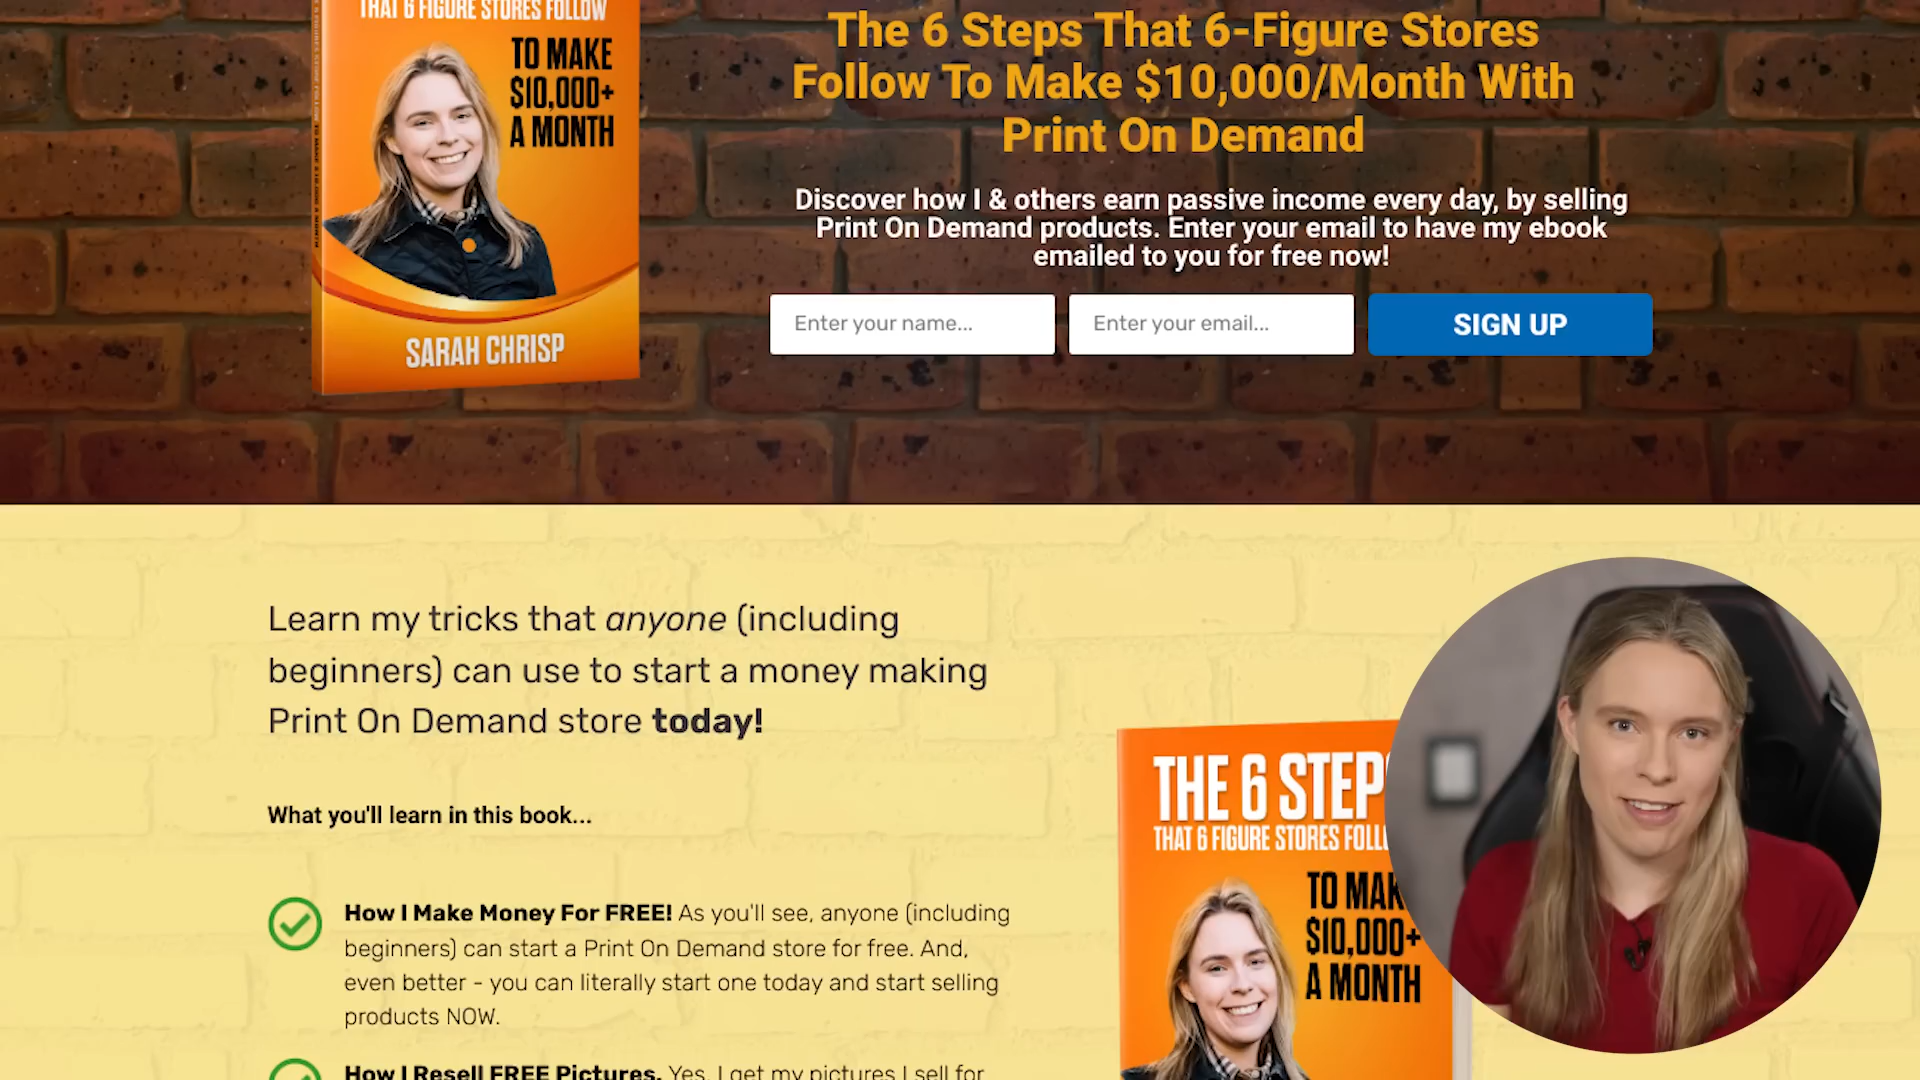 THAT 6 FIGURE STORES FOLLOW
TO MAKE
$10,000+
A MONTH
SARAH CHRISP
The 6 Steps That 6-Figure Stores
Follow To Make $10,000/Month With
Print On Demand
Discover how I & others earn passive income every day, by selling
Print On Demand products. Enter your email to have my ebook
emailed to you for free now!
Enter your name...
Enter your email...
SIGN UP
Learn my tricks that anyone (including
beginners) can use to start a money making
Print On Demand store today!
What you'll learn in this book...
How I Make Money For FREE! As you'll see, anyone (including
beginners) can start a Print On Demand store for free. And,
even better - you can literally start one today and start selling
products NOW.
How I Resell FREE Pictures. Yes, I get my pictures I sell for
THE 6 STEP
THAT 6 FIGURE STORES FOLL
TO MAK
$10,000+
A MONTH